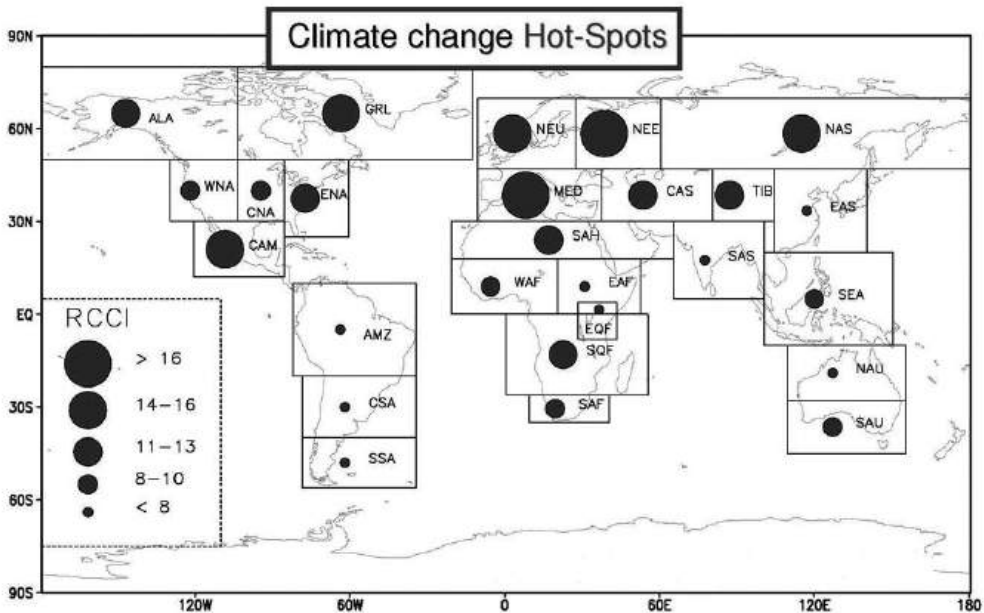 Climate change Hot-Spots
90N
60N
30N
EQ
30S
60S
90S
ALA
GRL
NEU
NEE
NAS
WNA
CNA
ENA
MED
CAS
TIB
EAS
CAM
SAH
SAS
WAF
EAF
SEA
EQF
AMZ
SQF
NAU
CSA
SAF
SAU
SSA
RCCI
> 16
14-16
11-13
8-10
< 8
120W
60W
0
60E
120E
180